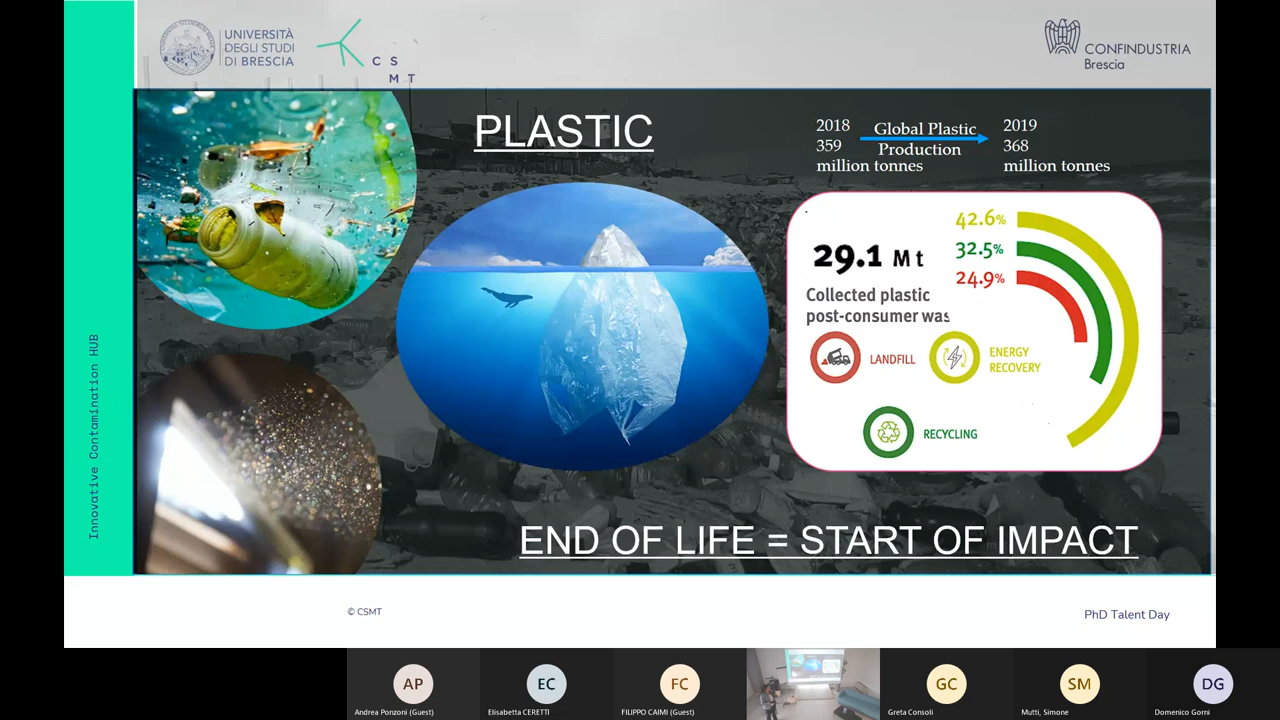 UNIVERSITÀ
DEGLI STUDI
DI BRESCIA
C S
M T
CONFINDUSTRIA
Brescia
Innovative Contamination HUB
PLASTIC
2018
359
million tonnes
Global Plastic
Production
2019
368
million tonnes
42.6%
32.5%
24.9%
29.1 Mt
Collected plastic
post-consumer was
LANDFILL
ENERGY
RECOVERY
RECYCLING
END OF LIFE = START OF IMPACT
© CSMT
PhD Talent Day
AP
EC
FC
GC
SM
DG
Andrea Ponzoni (Guest)
Elisabetta CERETTI
FILIPPO CAIMI (Guest)
Greta Consoli
Mutti, Simone
Domenico Gorni